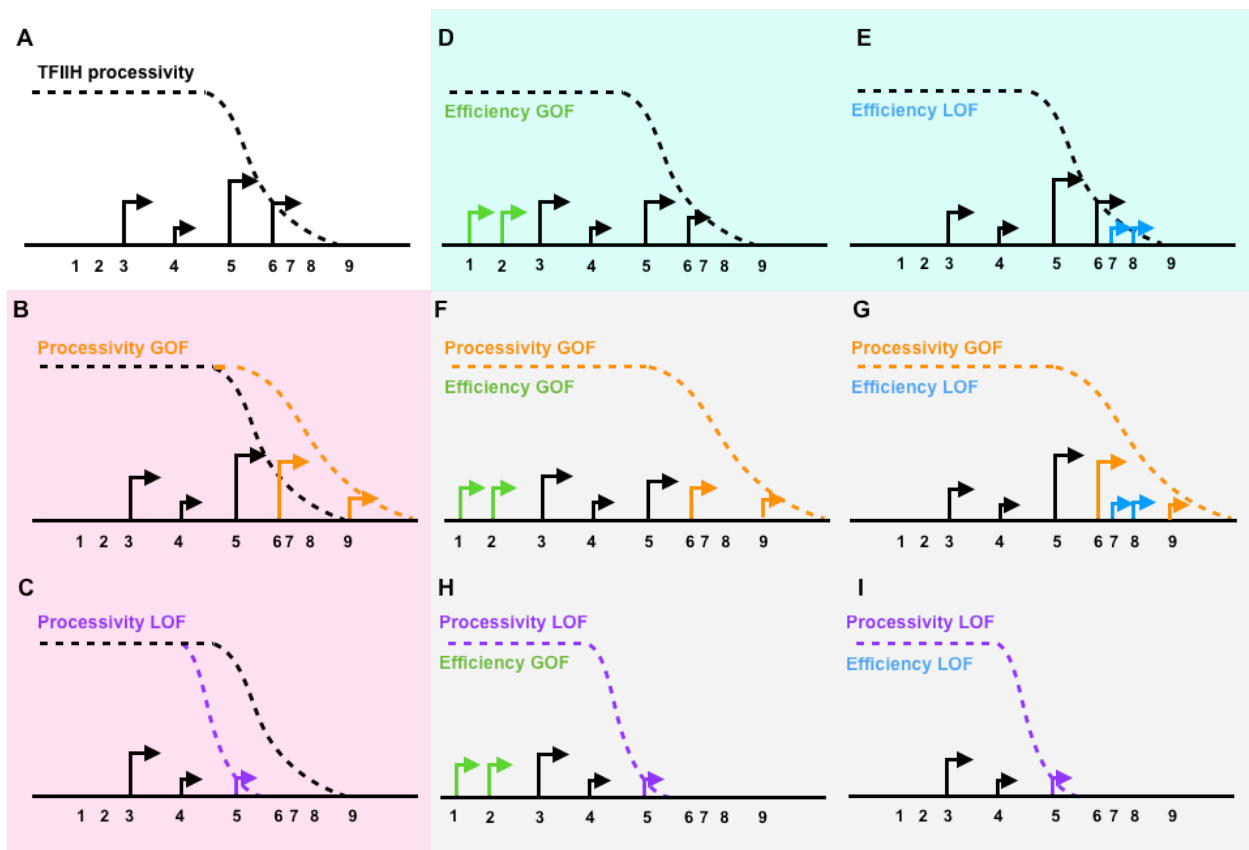 A
TFIIH processivity
1 2 3 4 5 6 7 8 9
D
Efficiency GOF
1 2 3 4 5 6 7 8 9
E
Efficiency LOF
1 2 3 4 5 6 7 8 9
B
Processivity GOF
1 2 3 4 5 6 7 8 9
F
Processivity GOF
Efficiency GOF
1 2 3 4 5 6 7 8 9
G
Processivity GOF
Efficiency LOF
1 2 3 4 5 6 7 8 9
C
Processivity LOF
1 2 3 4 5 6 7 8 9
H
Processivity LOF
Efficiency GOF
1 2 3 4 5 6 7 8 9
I
Processivity LOF
Efficiency LOF
1 2 3 4 5 6 7 8 9